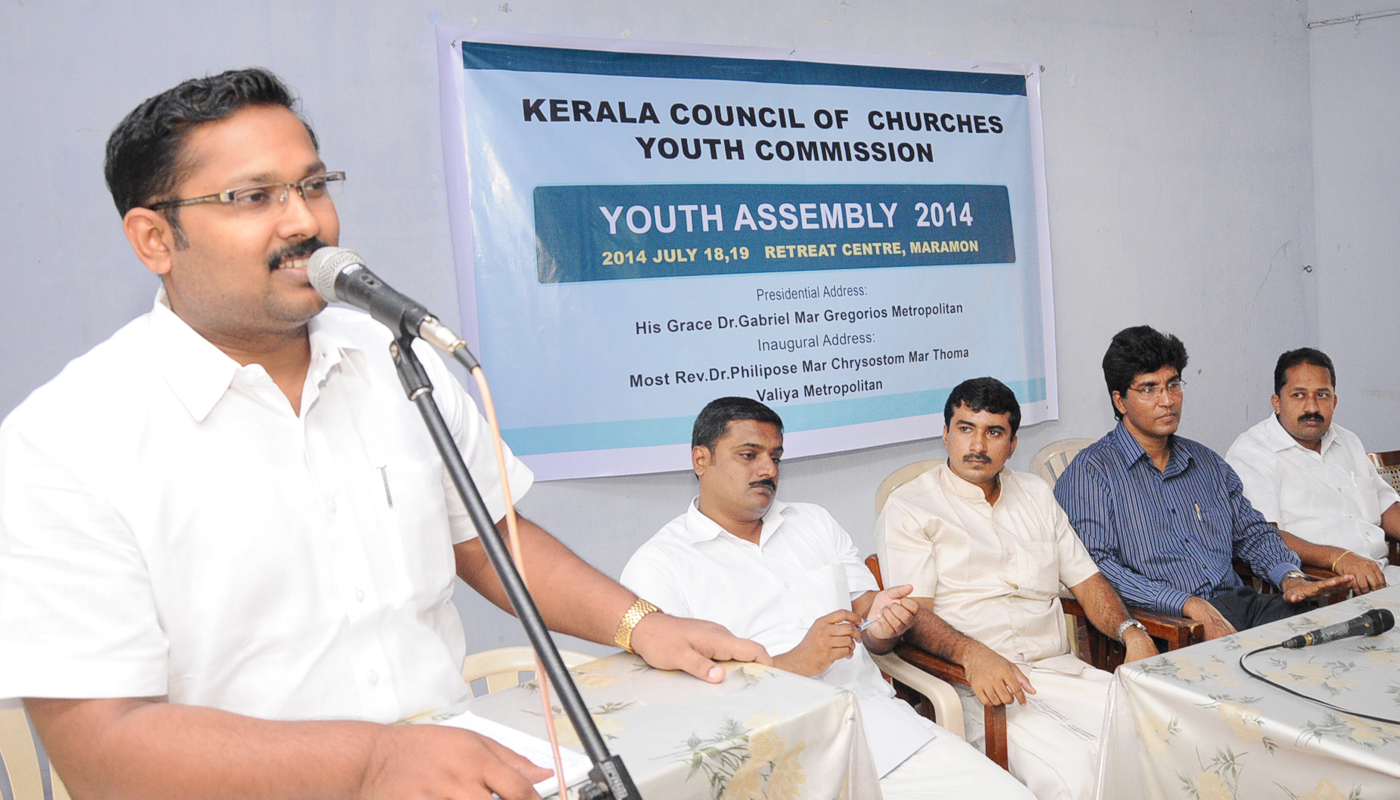 KERALA COUNCIL OF CHURCHES
YOUTH COMMISSION
YOUTH ASSEMBLY 2014
2014 JULY 18,19 RETREAT CENTRE, MARAMON
Presidential Address:
His Grace Dr.Gabriel Mar Gregorios Metropolitan
Inaugural Address:
Most Rev.Dr.Philipose Mar Chrysostom Mar Thoma
Valiya Metropolitan